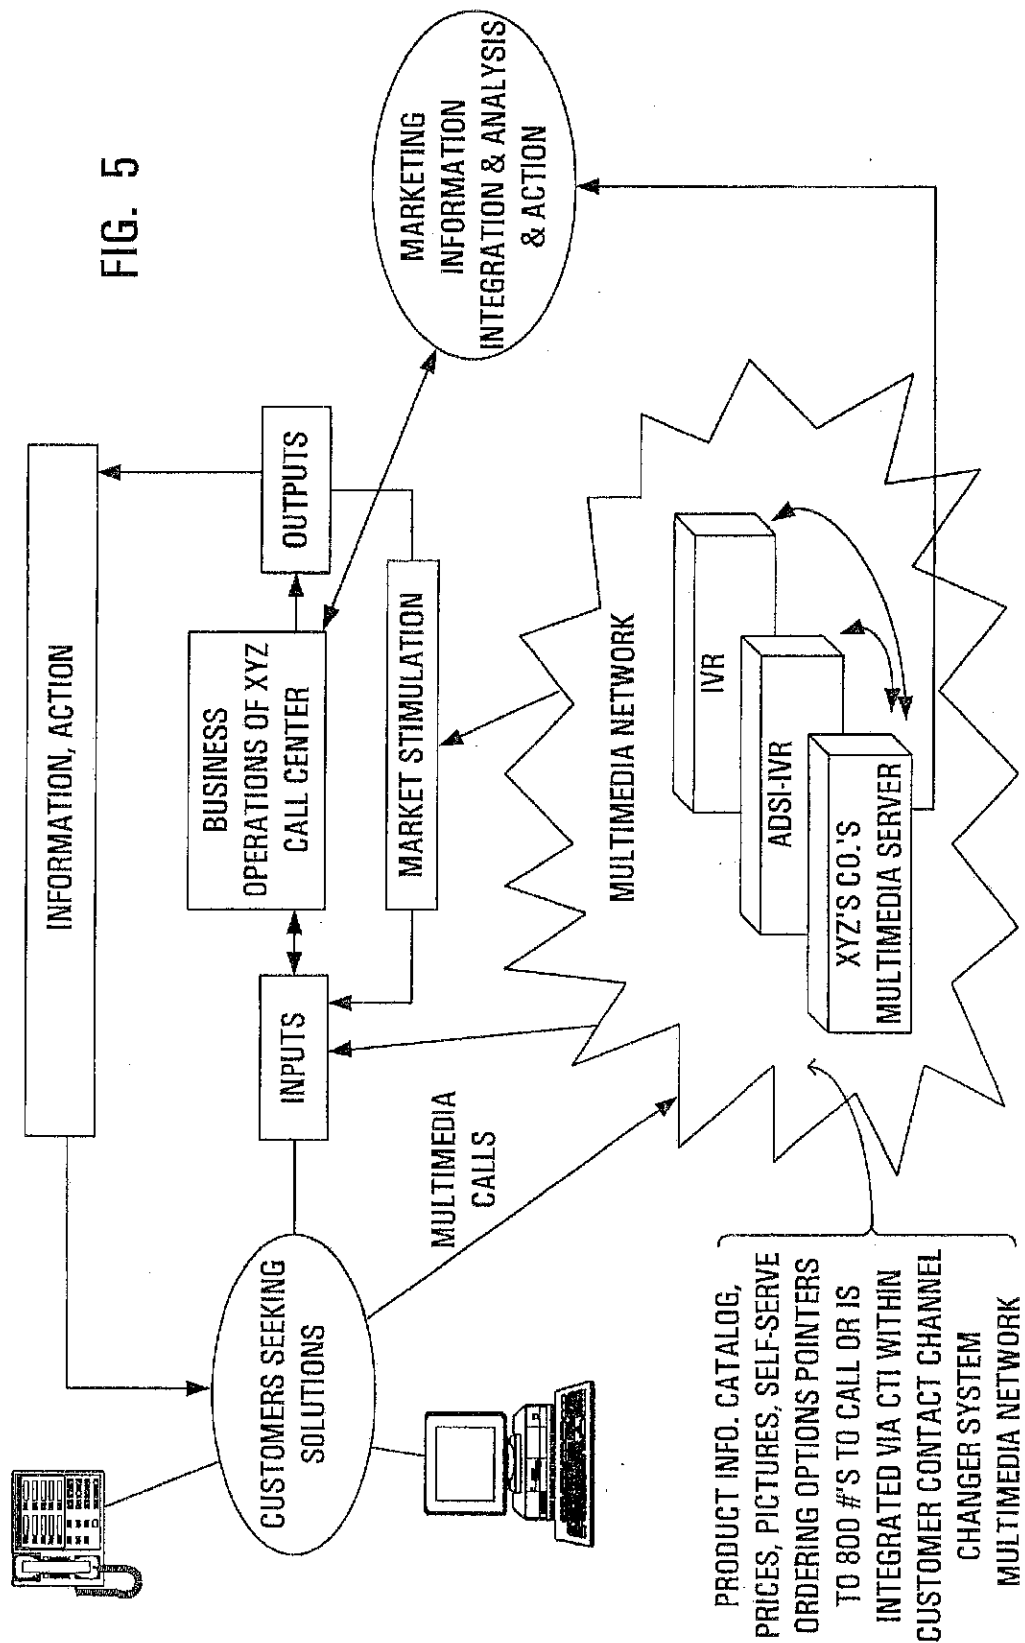 FIG. 5
INFORMATION, ACTION
CUSTOMERS SEEKING
SOLUTIONS
INPUTS
BUSINESS
OPERATIONS OF XYZ
CALL CENTER
OUTPUTS
MARKET STIMULATION
MARKETING
INFORMATION
INTEGRATION & ANALYSIS
& ACTION
MULTIMEDIA
CALLS
MULTIMEDIA NETWORK
IVR
ADSI-IVR
XYZ'S CO.'S
MULTIMEDIA SERVER
PRODUCT INFO. CATALOG,
PRICES, PICTURES, SELF-SERVE
ORDERING OPTIONS POINTERS
TO 800 #'S TO CALL OR IS
INTEGRATED VIA CTI WITHIN
CUSTOMER CONTACT CHANNEL
CHANGER SYSTEM
MULTIMEDIA NETWORK